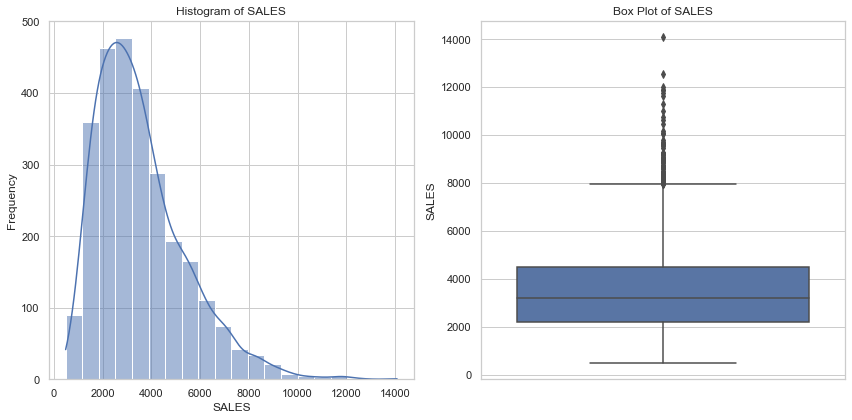 Histogram of SALES
500
400
300
200
100
0
Frequency
0 2000 4000 6000 8000 10000 12000 14000
SALES
Box Plot of SALES
14000
12000
10000
8000
6000
4000
2000
0
SALES